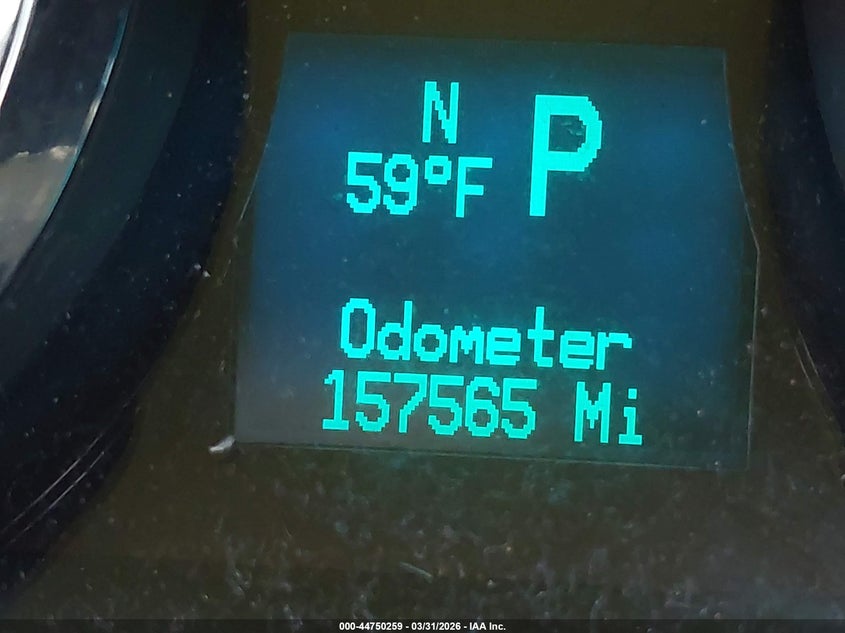 N
P
59°F
Odometer
157565 Mi
000-44750259 - 03/31/2026 - IAA Inc.